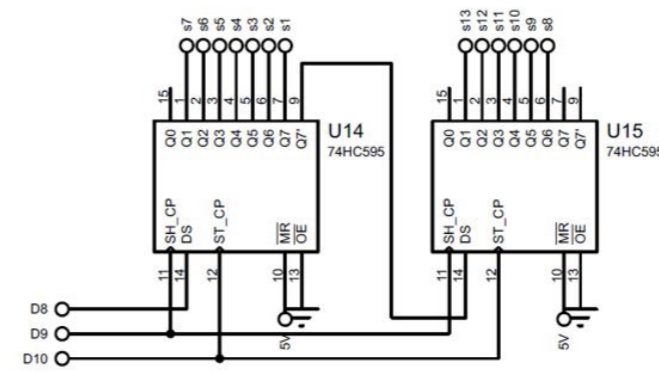 s7 s6 s5 s4 s3 s2 s1
s13 s12 s11 s10 s9 s8
15 1 2 3 4 5 6 7 9
15 1 2 3 4 5 6 7 9
Q0 Q1 Q2 Q3 Q4 Q5 Q6 Q7 Q7'
U14
74HC595
Q0 Q1 Q2 Q3 Q4 Q5 Q6 Q7 Q7'
U15
74HC595
SH_CP DS ST_CP MR OE
SH_CP DS ST_CP MR OE
11 14 12 10 13
11 14 12 10 13
D8
D9
D10
5V
5V